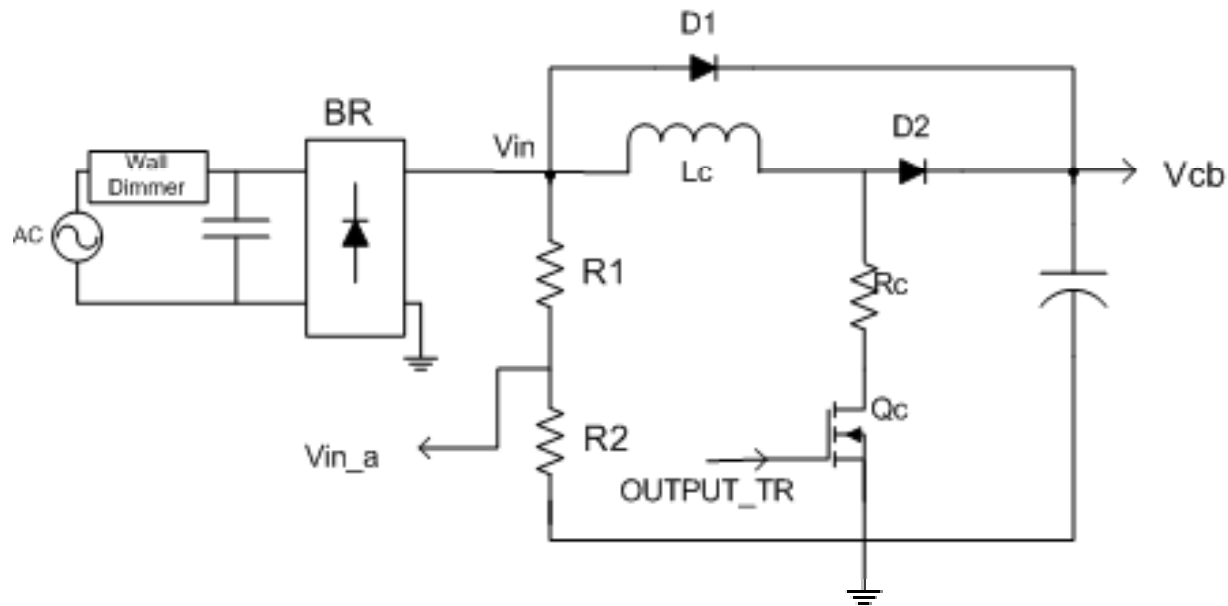 D1
BR
Vin
D2
Wall
Dimmer
Lc
Vcb
AC
R1
Rc
Qc
R2
Vin_a
OUTPUT_TR